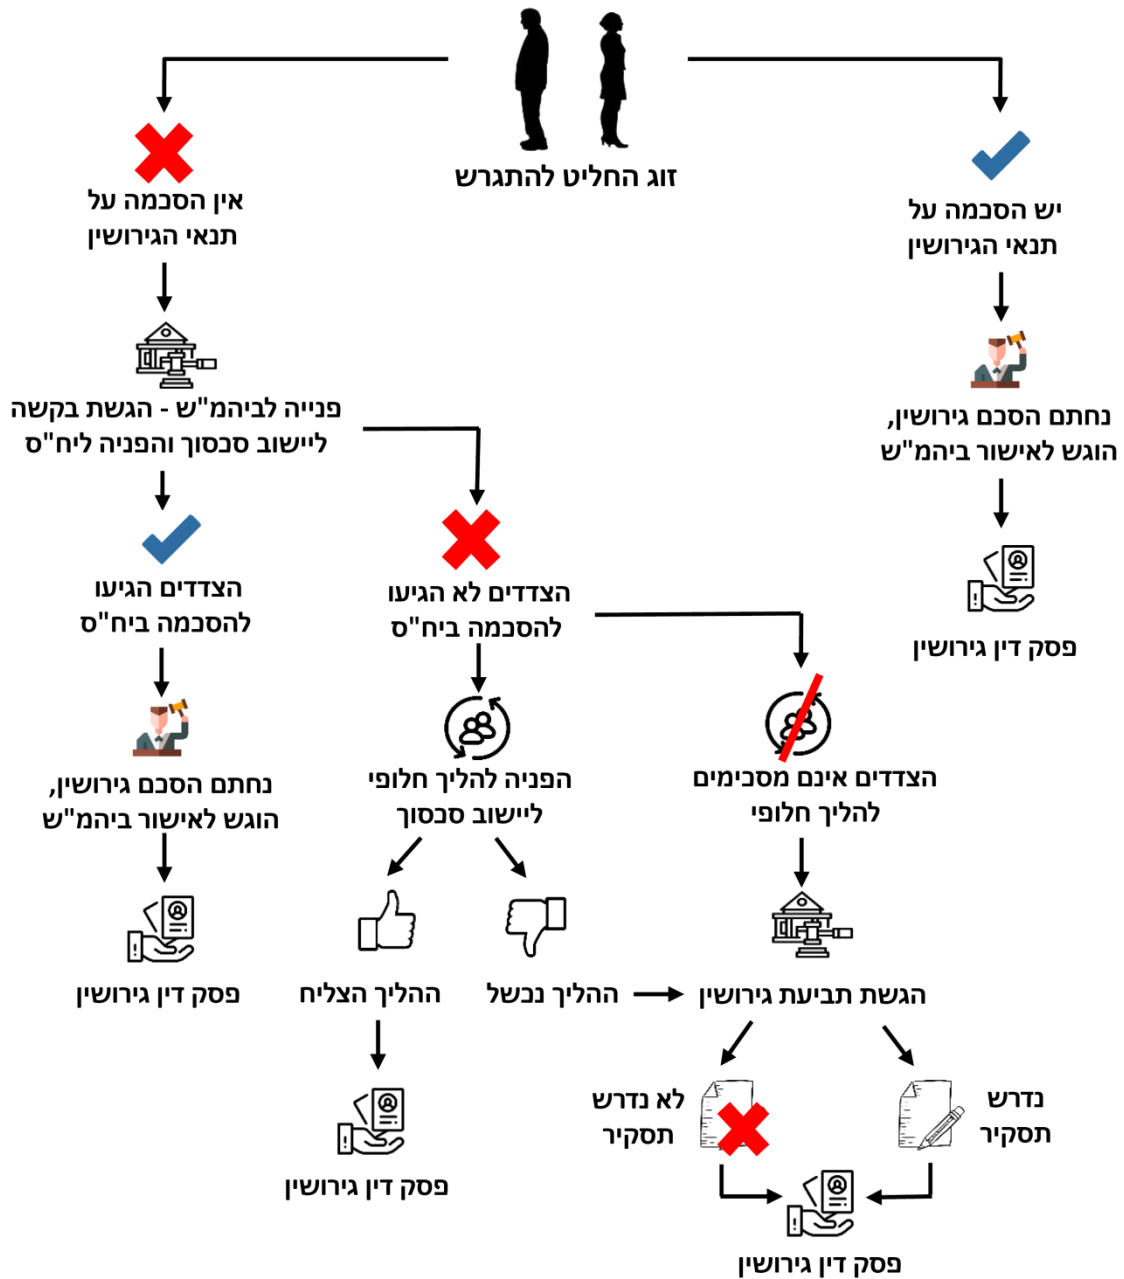 זוג החליט להתגרש
יש הסכמה על
תנאי הגירושין
נחתם הסכם גירושין,
הוגש לאישור ביהמ"ש
פסק דין גירושין
אין הסכמה על
תנאי הגירושין
פנייה לביהמ"ש - הגשת בקשה
ליישוב סכסוך והפניה ליח"ס
הצדדים הגיעו
להסכמה ביח"ס
נחתם הסכם גירושין,
הוגש לאישור ביהמ"ש
פסק דין גירושין
הצדדים לא הגיעו
להסכמה ביח"ס
הפניה להליך חלופי
ליישוב סכסוך
ההליך הצליח
פסק דין גירושין
ההליך נכשל
הצדדים אינם מסכימים
להליך חלופי
הגשת תביעת גירושין
נדרש
תסקיר
לא נדרש
תסקיר
פסק דין גירושין